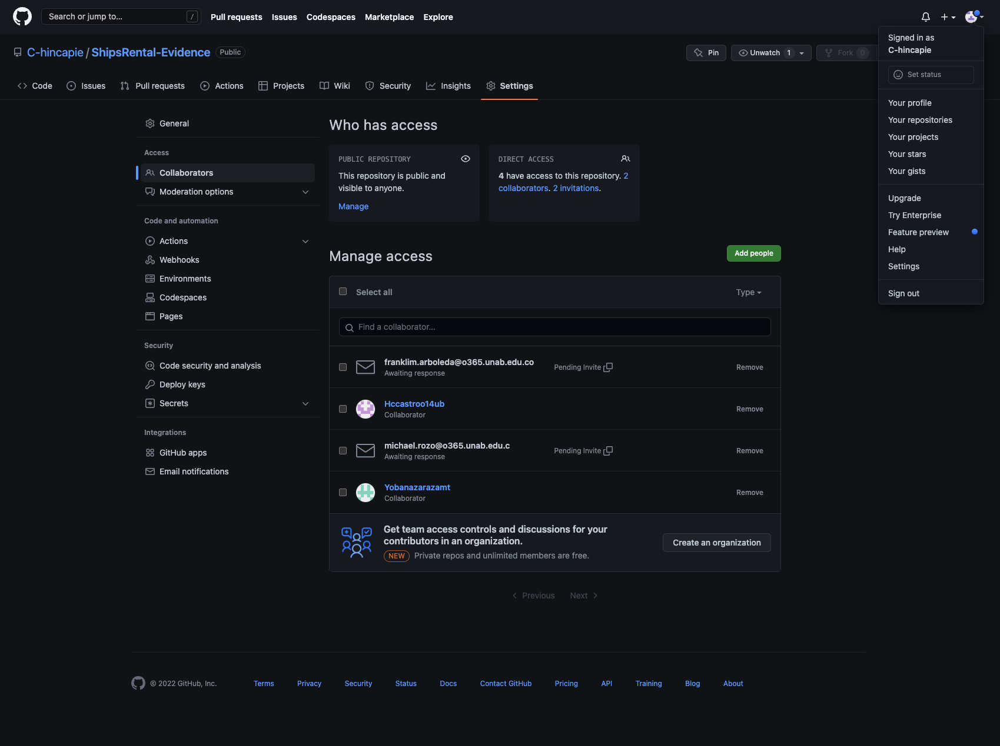 Search or jump to...
/
Pull requests
Issues
Codespaces
Marketplace
Explore
C-hincapie / ShipsRental-Evidence
Public
Pin
Unwatch 1
Fork 0
Signed in as
C-hincapie
Set status
Your profile
Your repositories
Your projects
Your stars
Your gists
Upgrade
Try Enterprise
Feature preview
Help
Settings
Sign out
Code
Issues
Pull requests
Actions
Projects
Wiki
Security
Insights
Settings
General
Access
Collaborators
Moderation options
Code and automation
Actions
Webhooks
Environments
Codespaces
Pages
Security
Code security and analysis
Deploy keys
Secrets
Integrations
GitHub apps
Email notifications
Who has access
PUBLIC REPOSITORY
This repository is public and
visible to anyone.
Manage
DIRECT ACCESS
4 have access to this repository. 2
collaborators. 2 invitations.
Manage access
Add people
Select all
Type
Find a collaborator...
franklim.arboleda@o365.unab.edu.co
Awaiting response
Pending Invite
Remove
Hccastroo14ub
Collaborator
Remove
michael.rozo@o365.unab.edu.c
Awaiting response
Pending Invite
Remove
Yobanazarazamt
Collaborator
Remove
Get team access controls and discussions for your
contributors in an organization.
NEW Private repos and unlimited members are free.
Create an organization
Previous
Next
© 2022 GitHub, Inc.
Terms
Privacy
Security
Status
Docs
Contact GitHub
Pricing
API
Training
Blog
About